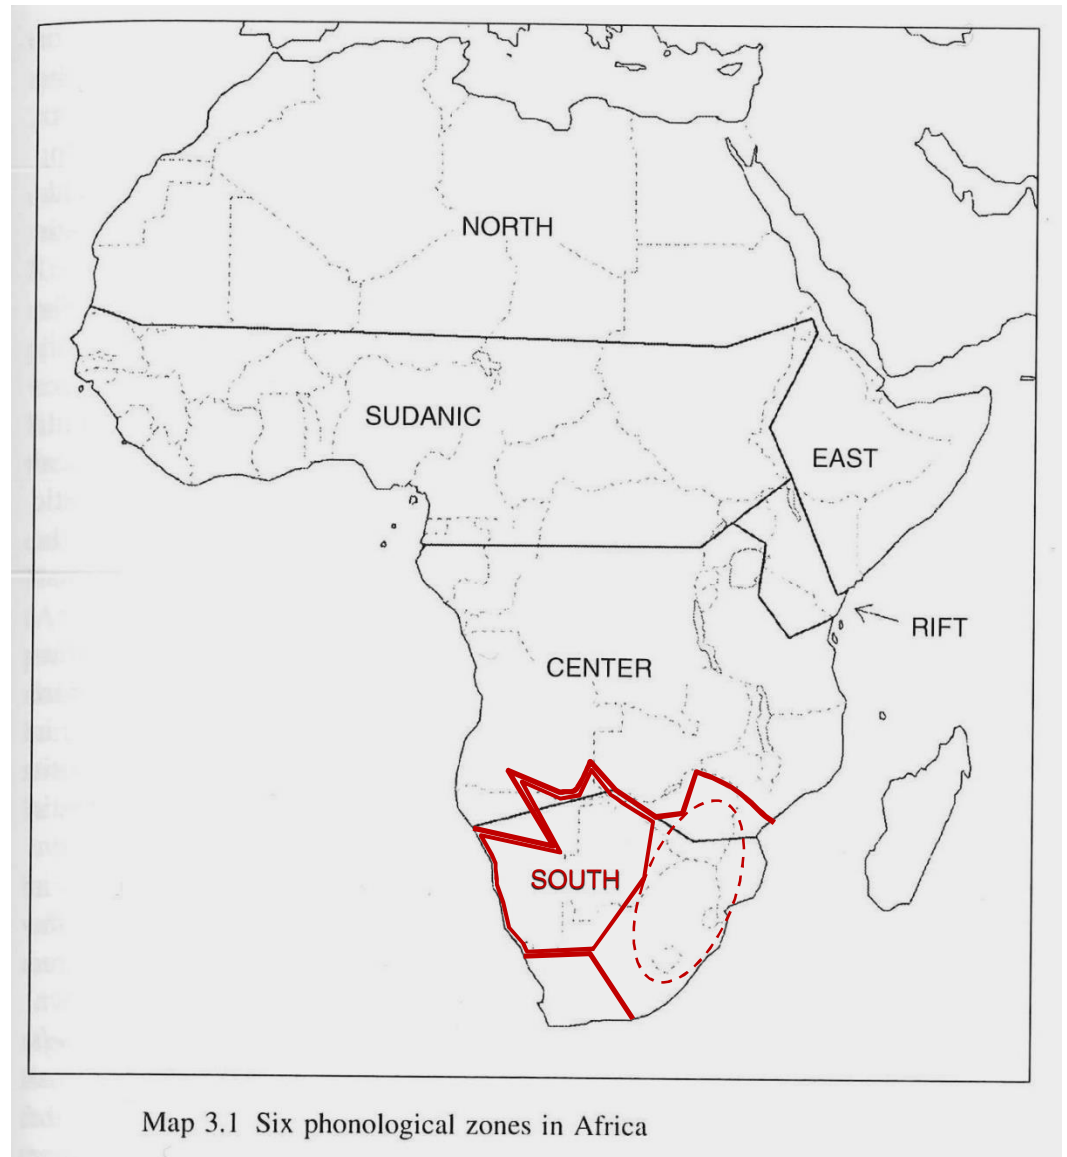 NORTH
SUDANIC
EAST
RIFT
CENTER
SOUTH
Map 3.1 Six phonological zones in Africa